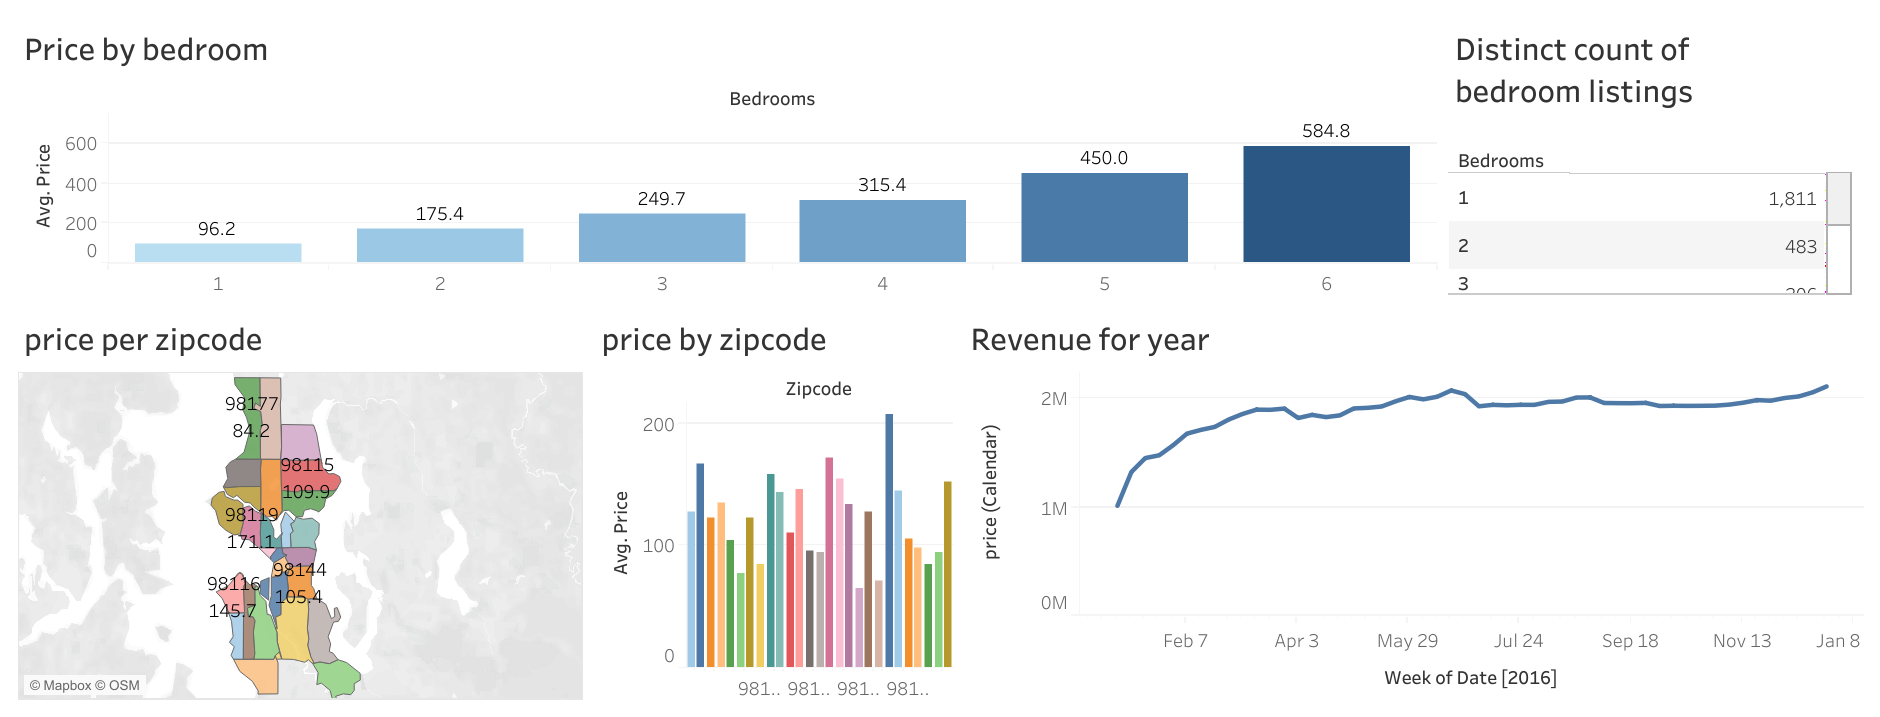 Price by bedroom
Bedrooms
Avg. Price
600
400
200
0
96.2
175.4
249.7
315.4
450.0
584.8
1
2
3
4
5
6
Distinct count of
bedroom listings
Bedrooms
1 1,811
2 483
3
price per zipcode
98177
84.2
98115
109.9
98119
171.1
98144
105.4
98116
145.7
© Mapbox © OSM
price by zipcode
Zipcode
Avg. Price
200
100
0
981.. 981.. 981.. 981..
Revenue for year
price (Calendar)
2M
1M
0M
Feb 7 Apr 3 May 29 Jul 24 Sep 18 Nov 13 Jan 8
Week of Date [2016]